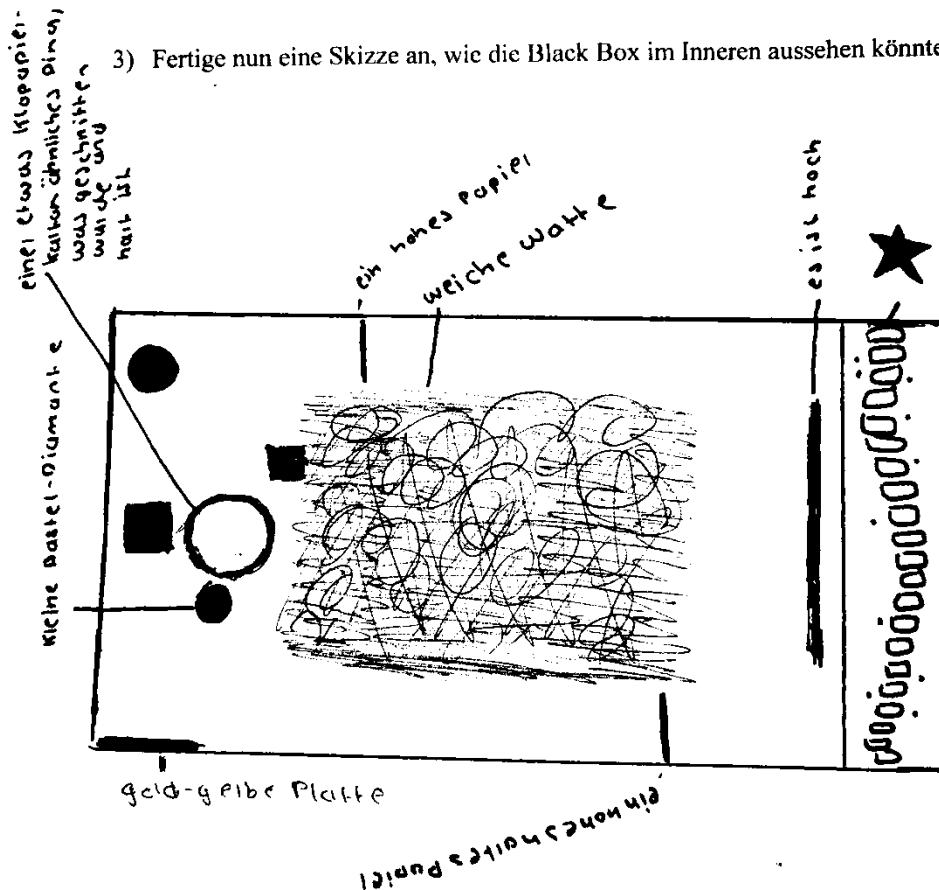 3) Fertige nun eine Skizze an, wie die Black Box im Inneren aussehen könnte
einer etwas Klopapier-
karton ähnliches Ding,
was geschnitten
weiche und
hart ist
ein hohes Papier
weiche Watte
es ist hoch
kleine Bastel-Diamante
gold-gelbe Platte
ein hohes hartes Papier